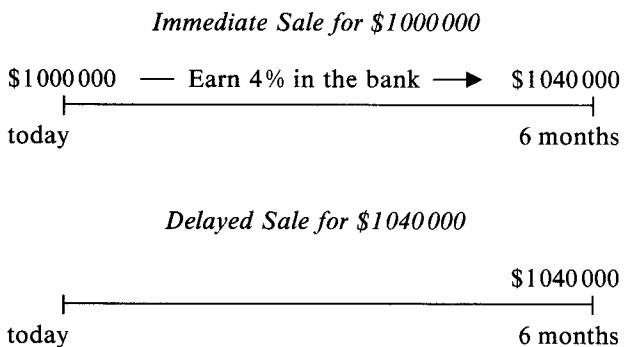 Immediate Sale for $1000000
$1000000 — Earn 4% in the bank → $1040000
today 6 months
Delayed Sale for $1040000
$1040000
today 6 months